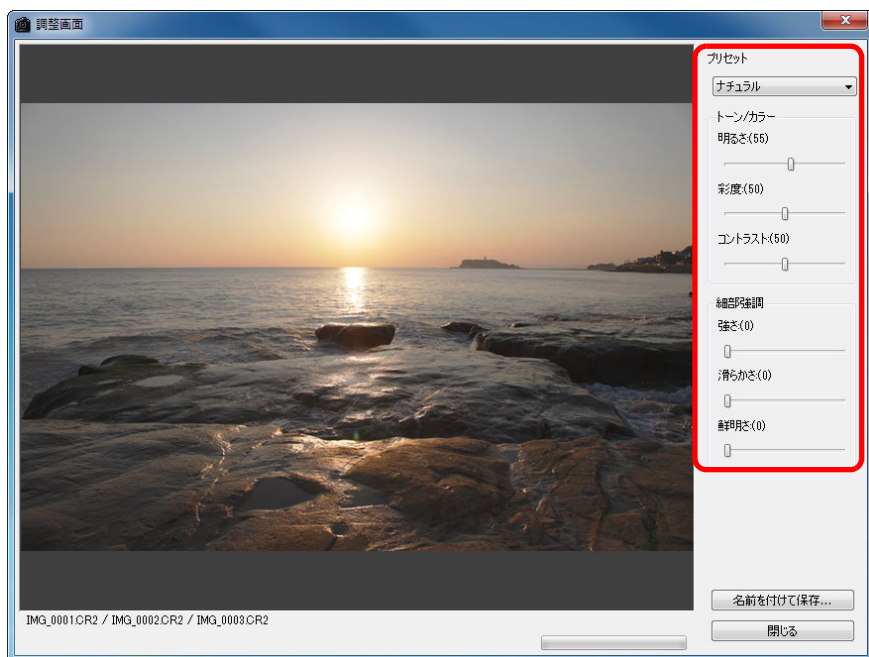 調整画面
プリセット
ナチュラル
トーン/カラー
明るさ:(55)
彩度:(50)
コントラスト:(50)
細部強調
強さ:(0)
滑らかさ:(0)
鮮明さ:(0)
名前を付けて保存...
閉じる
IMG_0001.CR2 / IMG_0002.CR2 / IMG_0003.CR2